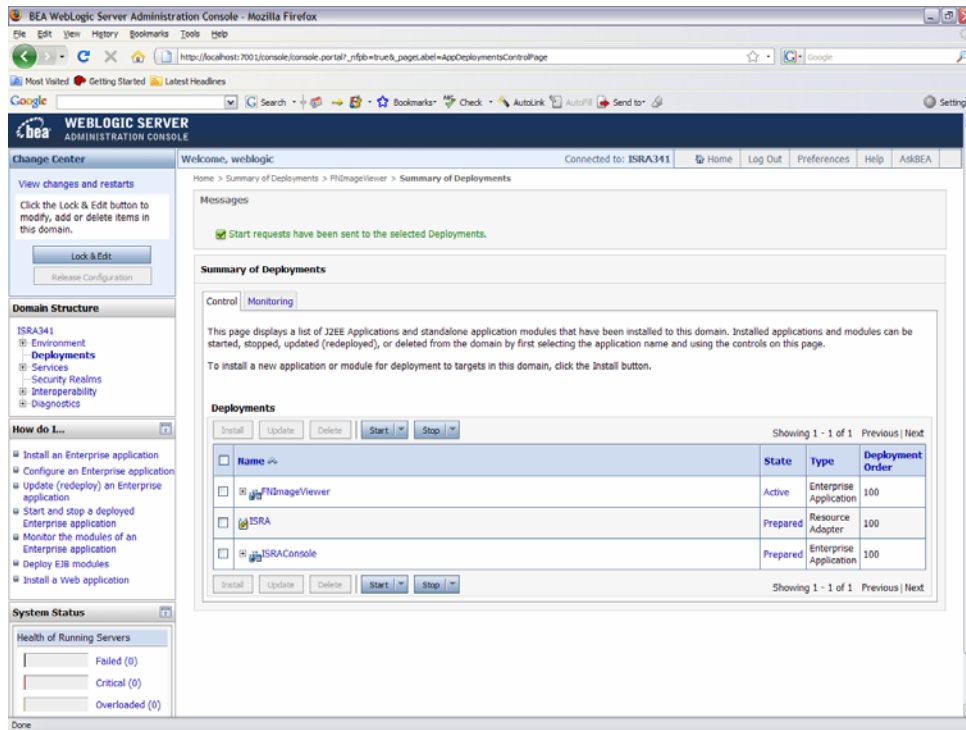 BEA WebLogic Server Administration Console - Mozilla Firefox
File Edit View History Bookmarks Tools Help
http://localhost:7001/console/console.portal?_nfpb=true&_pageLabel=AppDeploymentsControlPage
Google
Most Visited Getting Started Latest Headlines
Google Search Bookmarks Check AutoLink AutoFill Send to Setting
bea WEBLOGIC SERVER
ADMINISTRATION CONSOLE
Change Center
View changes and restarts
Click the Lock & Edit button to
modify, add or delete items in
this domain.
Lock & Edit
Release Configuration
Domain Structure
ISRA341
Environment
Deployments
Services
Security Realms
Interoperability
Diagnostics
How do I...
Install an Enterprise application
Configure an Enterprise application
Update (redeploy) an Enterprise
application
Start and stop a deployed
Enterprise application
Monitor the modules of an
Enterprise application
Deploy EJB modules
Install a Web application
System Status
Health of Running Servers
Failed (0)
Critical (0)
Overloaded (0)
Welcome, weblogic Connected to: ISRA341 Home Log Out Preferences Help AskBEA
Home > Summary of Deployments > FNImageViewer > Summary of Deployments
Messages
Start requests have been sent to the selected Deployments.
Summary of Deployments
Control Monitoring
This page displays a list of J2EE Applications and standalone application modules that have been installed to this domain. Installed applications and modules can be
started, stopped, updated (redeployed), or deleted from the domain by first selecting the application name and using the controls on this page.
To install a new application or module for deployment to targets in this domain, click the Install button.
Deployments
Install Update Delete Start Stop Showing 1 - 1 of 1 Previous | Next
Name State Type Deployment
Order
FNImageViewer Active Enterprise
Application 100
ISRA Prepared Resource
Adapter 100
ISRAConsole Prepared Enterprise
Application 100
Install Update Delete Start Stop Showing 1 - 1 of 1 Previous | Next
Done